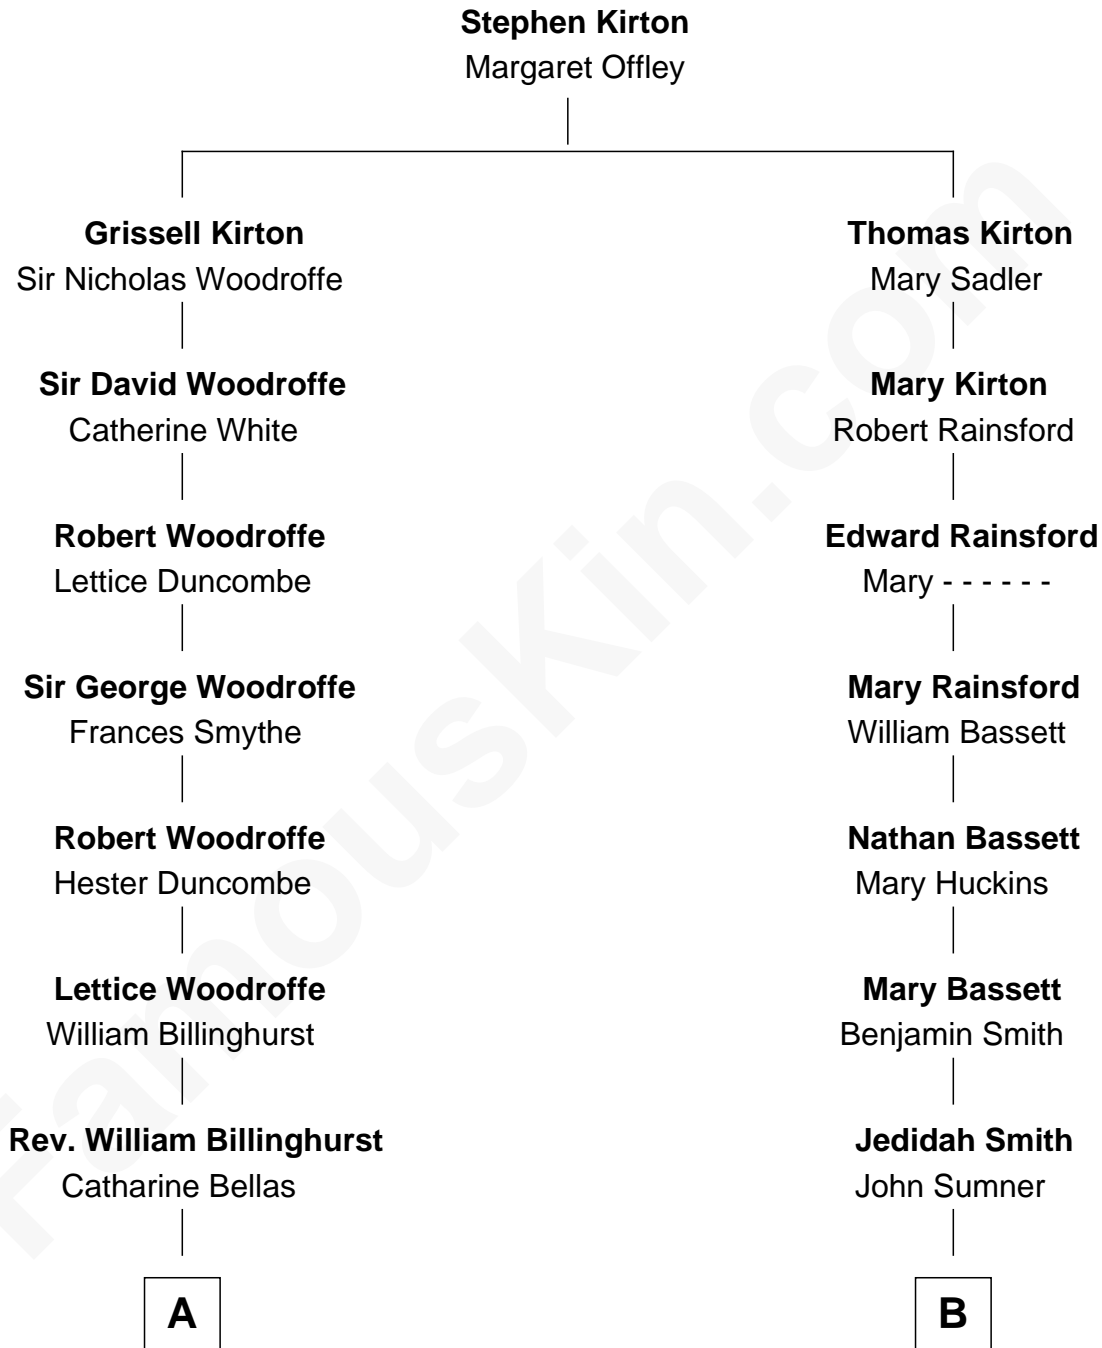 Stephen Kirton
Margaret Offley
Grissell Kirton
Sir Nicholas Woodroffe
Thomas Kirton
Mary Sadler
Sir David Woodroffe
Catherine White
Mary Kirton
Robert Rainsford
Robert Woodroffe
Lettice Duncombe
Edward Rainsford
Mary - - - - - -
Sir George Woodroffe
Frances Smythe
Mary Rainsford
William Bassett
Robert Woodroffe
Hester Duncombe
Nathan Bassett
Mary Huckins
Lettice Woodroffe
William Billinghurst
Mary Bassett
Benjamin Smith
Rev. William Billinghurst
Catharine Bellas
Jedidah Smith
John Sumner
A
B
FamousKin.com